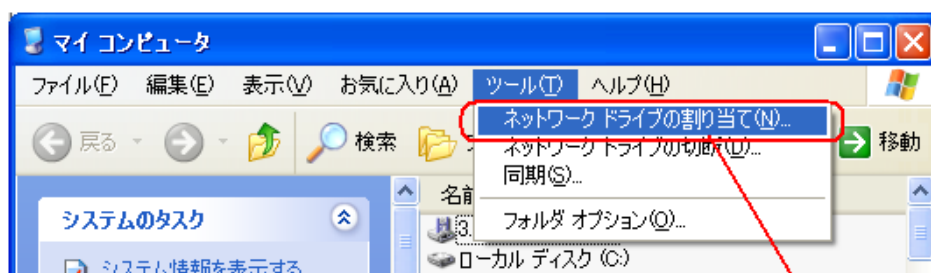 マイ コンピュータ
ファイル(F) 編集(E) 表示(V) お気に入り(A) ツール(T) ヘルプ(H)
ネットワーク ドライブの割り当て(N)...
戻る 検索 移動
ネットワーク ドライブの切断(D)...
同期(S)...
名前
システムのタスク
フォルダ オプション(O)...
3.
ローカル ディスク (C:)
システム情報を表示する